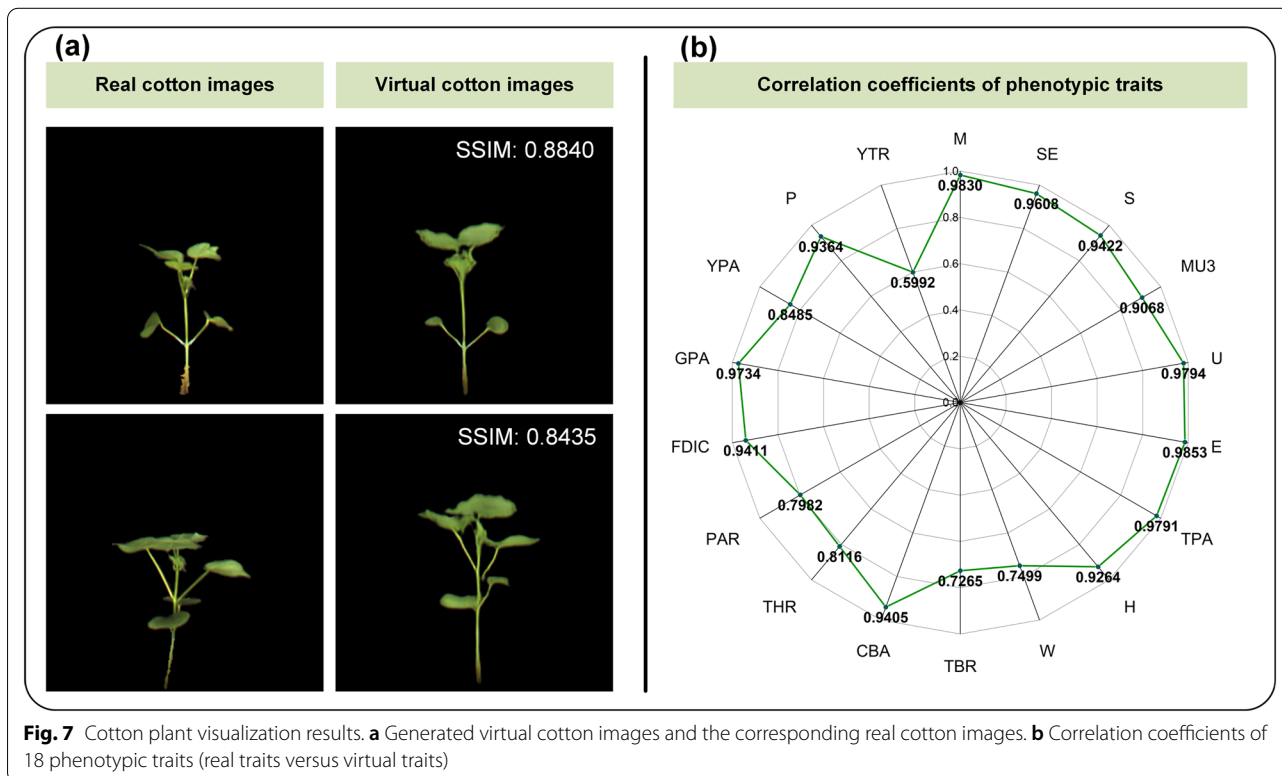 (a)
Real cotton images
Virtual cotton images
SSIM: 0.8840
SSIM: 0.8435
(b)
Correlation coefficients of phenotypic traits
M
SE
S
MU3
U
E
TPA
H
W
TBR
CBA
THR
PAR
FDIC
GPA
YPA
P
YTR
1.0
0.8
0.6
0.4
0.2
0.0
0.9830
0.9608
0.9422
0.9068
0.9794
0.9853
0.9791
0.9264
0.7499
0.7265
0.9405
0.8116
0.7982
0.9411
0.9734
0.8485
0.9364
0.5992
Fig. 7 Cotton plant visualization results. a Generated virtual cotton images and the corresponding real cotton images. b Correlation coefficients of
18 phenotypic traits (real traits versus virtual traits)